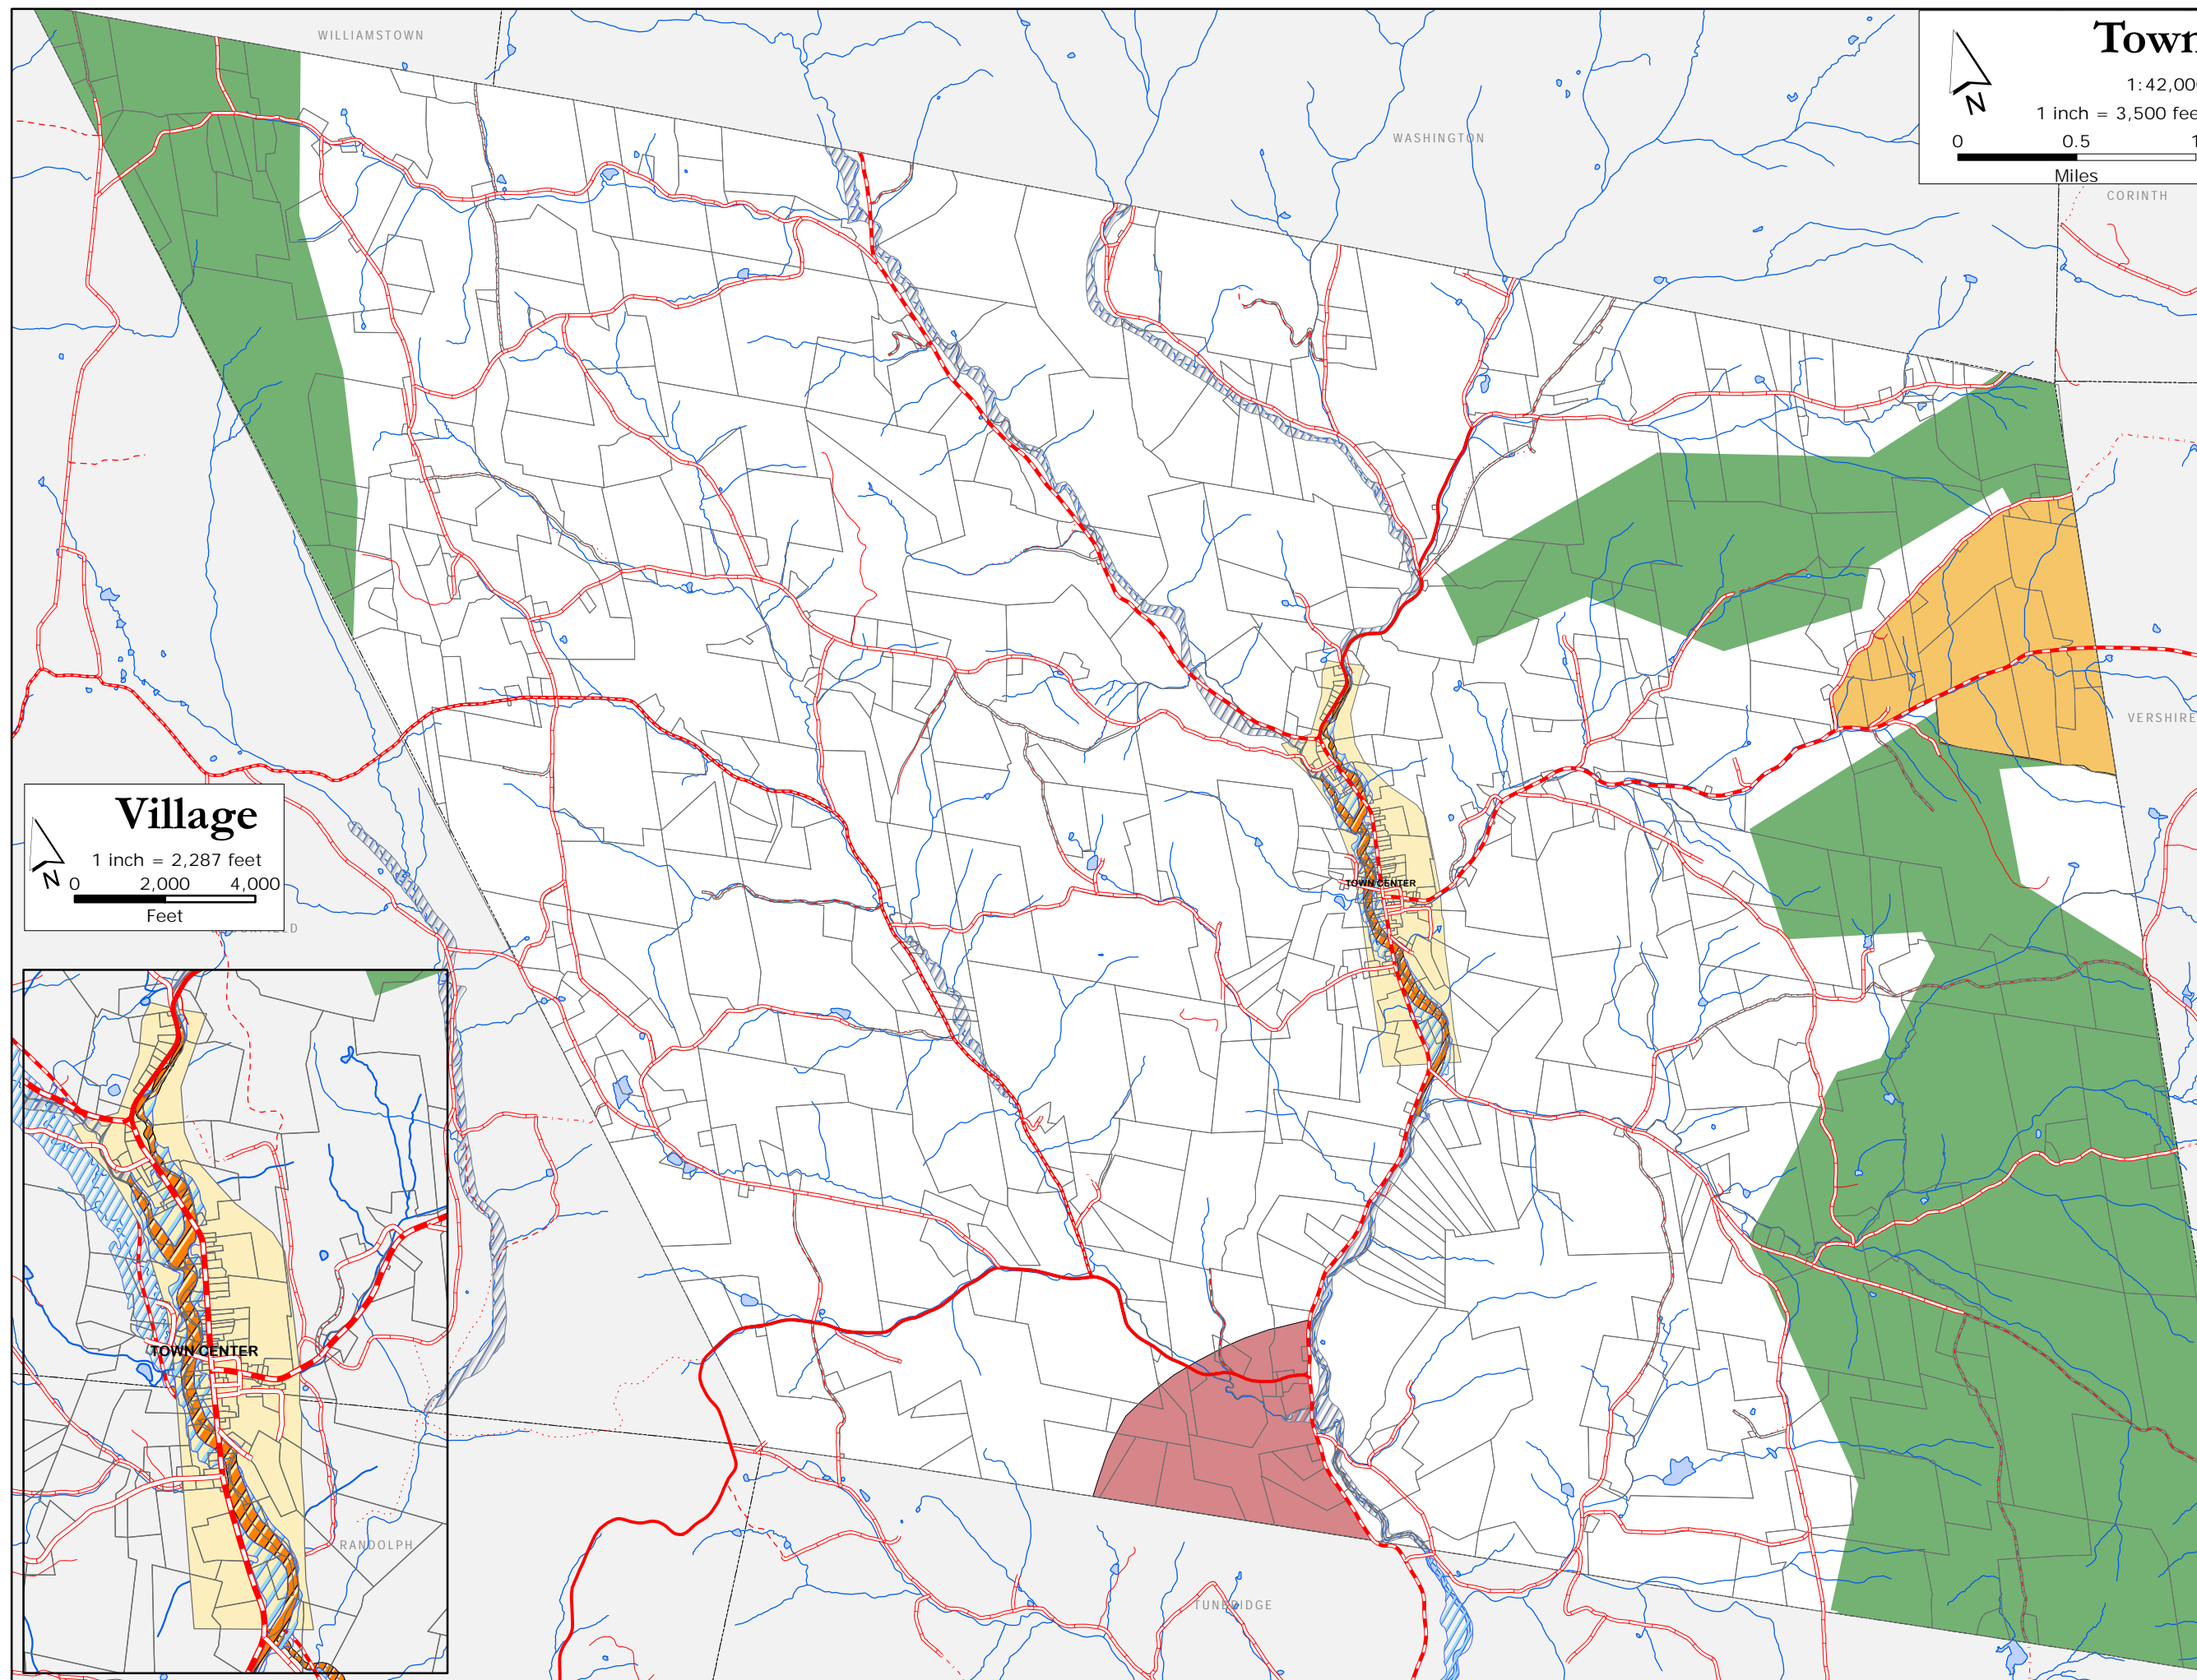 WILLIAMSTOWN
WASHINGTON
Town
1:42,000
1 inch = 3,500 fee
N
0 0.5 1
Miles
CORINTH
VERSHIRE
Village
1 inch = 2,287 feet
N
0 2,000 4,000
Feet
TOWN CENTER
TOWN CENTER
RANDOLPH
TUNBRIDGE